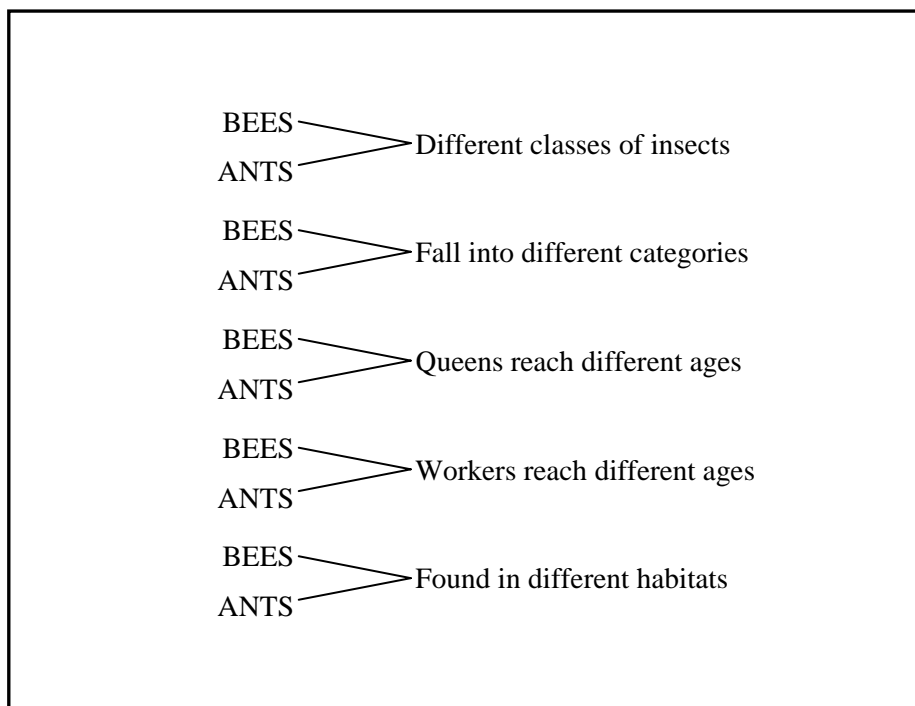 BEES
Different classes of insects
ANTS
BEES
Fall into different categories
ANTS
BEES
Queens reach different ages
ANTS
BEES
Workers reach different ages
ANTS
BEES
Found in different habitats
ANTS